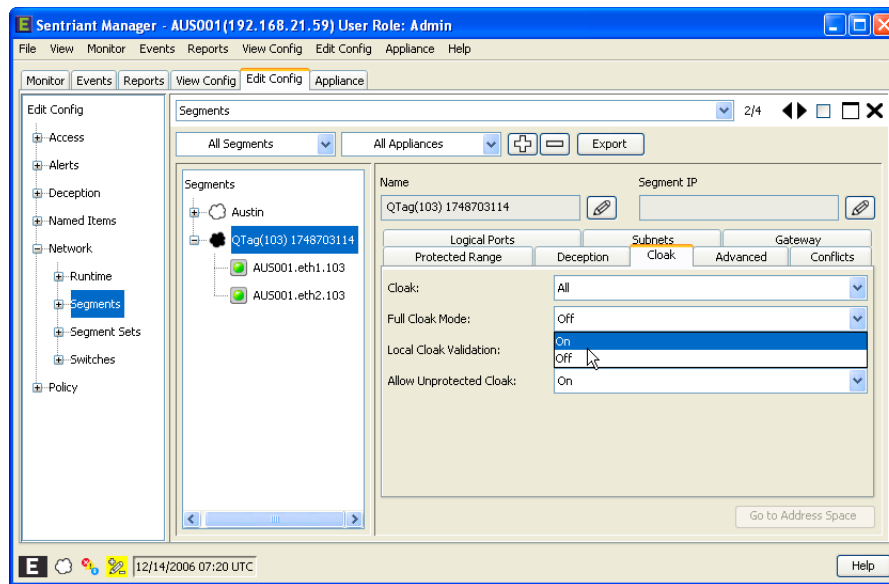 E Sentriant Manager - AUS001(192.168.21.59) User Role: Admin
File View Monitor Events Reports View Config Edit Config Appliance Help
Monitor Events Reports View Config Edit Config Appliance
Edit Config
Access
Alerts
Deception
Named Items
Network
Runtime
Segments
Segment Sets
Switches
Policy
Segments 2/4
All Segments All Appliances Export
Segments
Austin
QTag(103) 1748703114
AUS001.eth1.103
AUS001.eth2.103
Name Segment IP
QTag(103) 1748703114
Logical Ports Subnets Gateway
Protected Range Deception Cloak Advanced Conflicts
Cloak: All
Full Cloak Mode: Off
On
Local Cloak Validation: Off
Allow Unprotected Cloak: On
Go to Address Space
E 12/14/2006 07:20 UTC Help